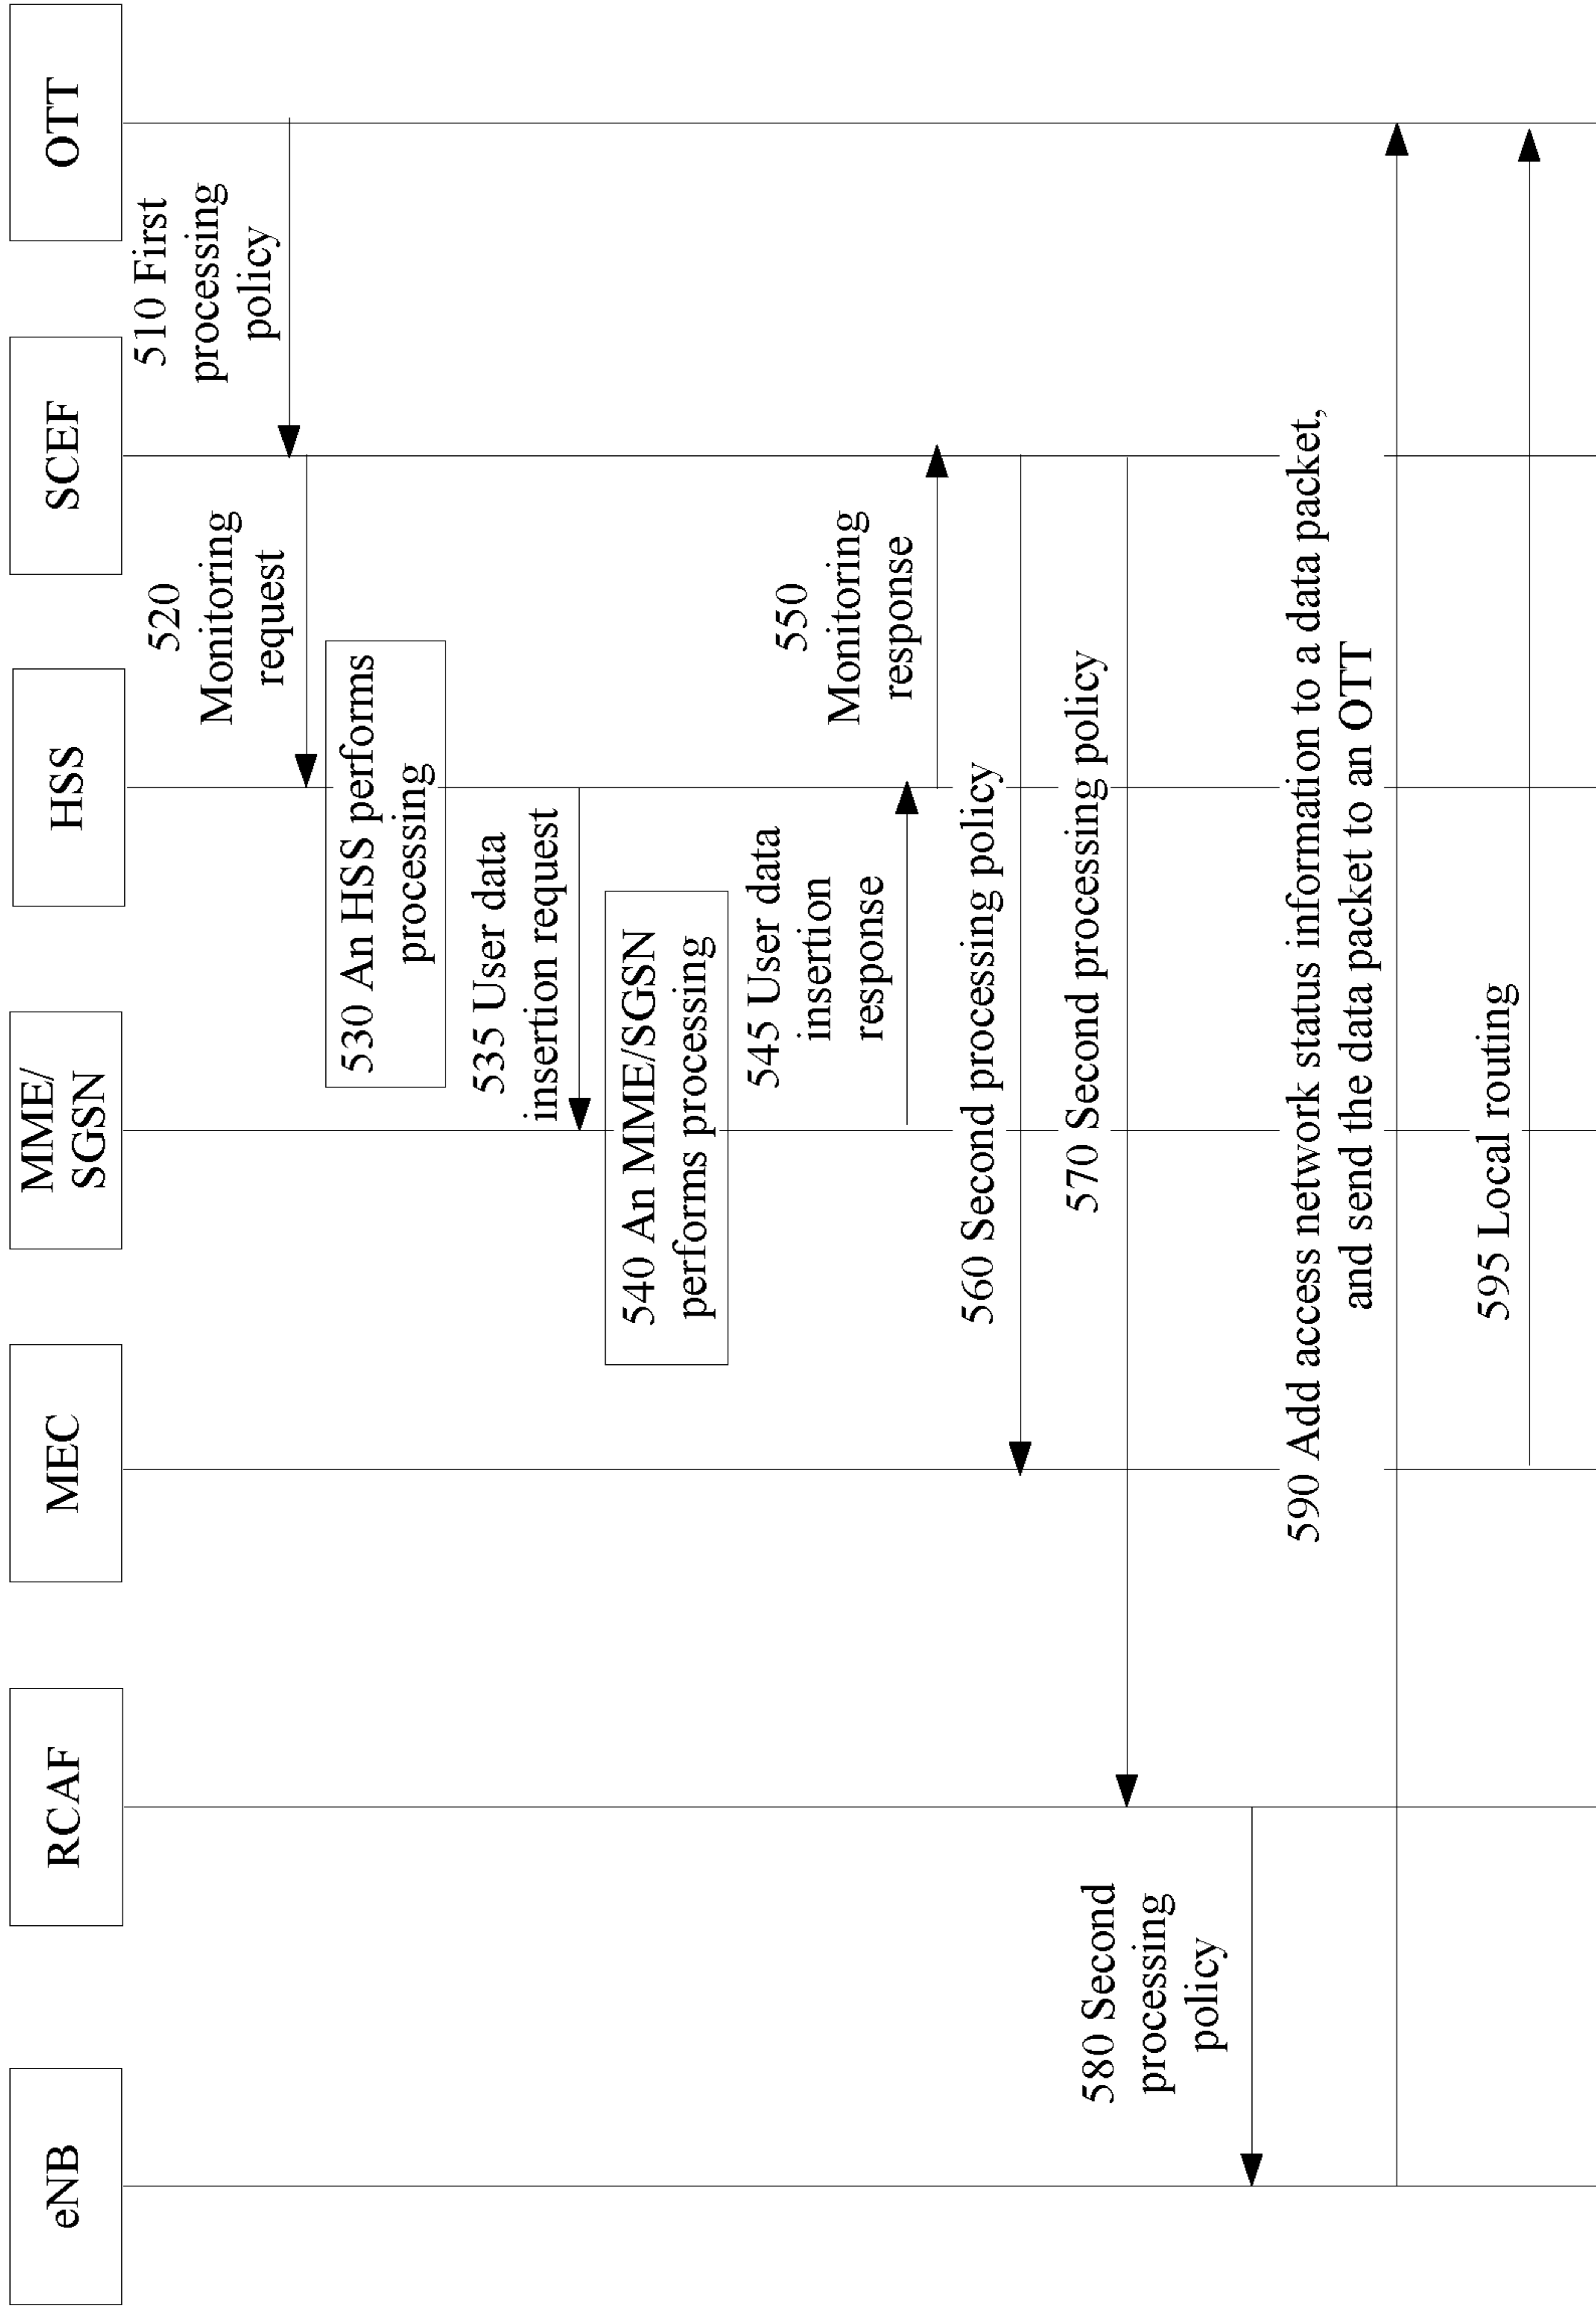 eNB
RCAF
MEC
MME/
SGSN
HSS
SCEF
OTT
510 First
processing
policy
520
Monitoring
request
530 An HSS performs
processing
535 User data
insertion request
540 An MME/SGSN
performs processing
545 User data
insertion
response
550
Monitoring
response
560 Second processing policy
570 Second processing policy
580 Second
processing
policy
590 Add access network status information to a data packet,
and send the data packet to an OTT
595 Local routing